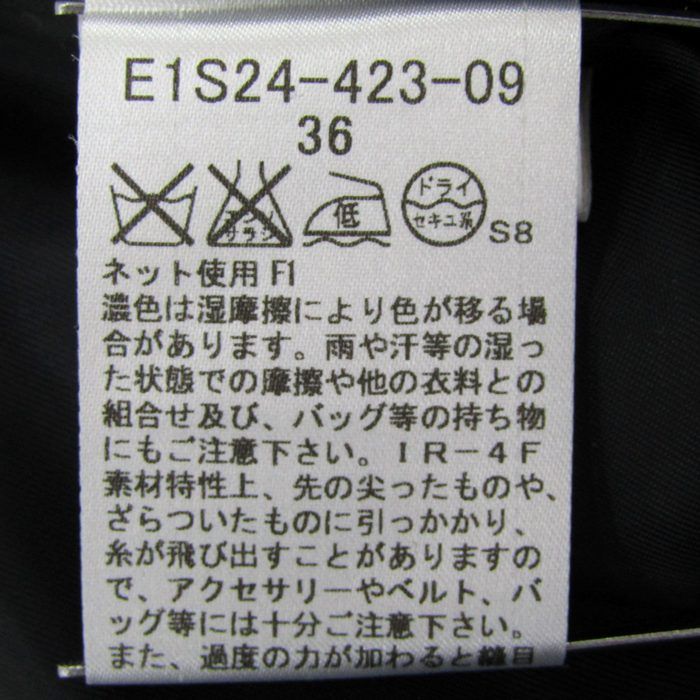 E1S24-423-09
36
エンソ
サラシ
低
ドライ
セキユ系
S8
ネット使用 F1
濃色は湿摩擦により色が移る場
合があります。雨や汗等の湿っ
た状態での摩擦や他の衣料との
組合せ及び、バッグ等の持ち物
にもご注意下さい。IR-4F
素材特性上、先の尖ったものや、
ざらついたものに引っかかり、
糸が飛び出すことがありますの
で、アクセサリーやベルト、バ
ッグ等には十分ご注意下さい。
また、過度の力が加わると縫目